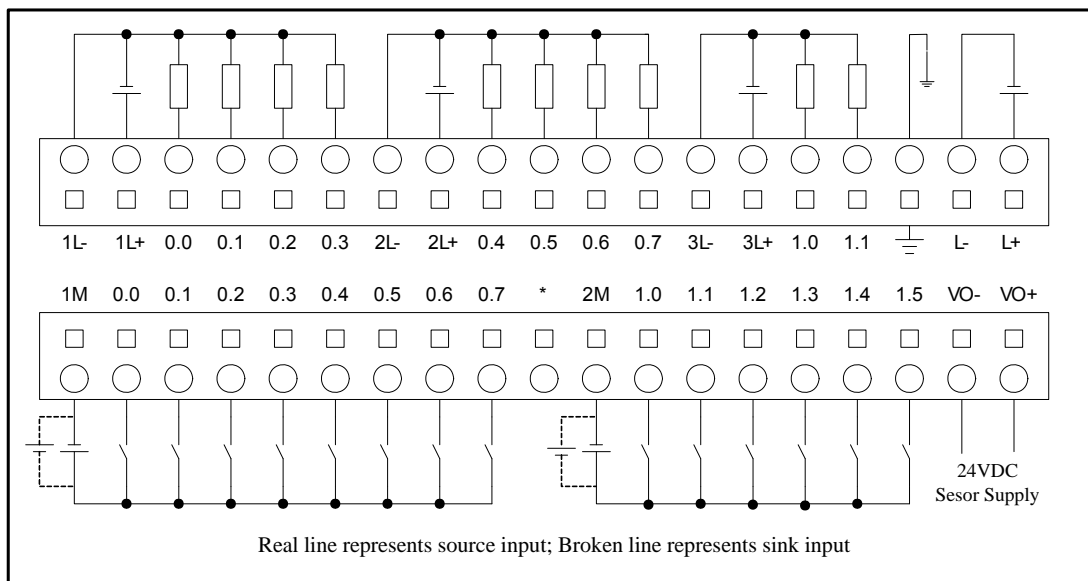 1L- 1L+ 0.0 0.1 0.2 0.3 2L- 2L+ 0.4 0.5 0.6 0.7 3L- 3L+ 1.0 1.1 L- L+
1M 0.0 0.1 0.2 0.3 0.4 0.5 0.6 0.7 * 2M 1.0 1.1 1.2 1.3 1.4 1.5 VO- VO+
24VDC
Sesor Supply
Real line represents source input; Broken line represents sink input